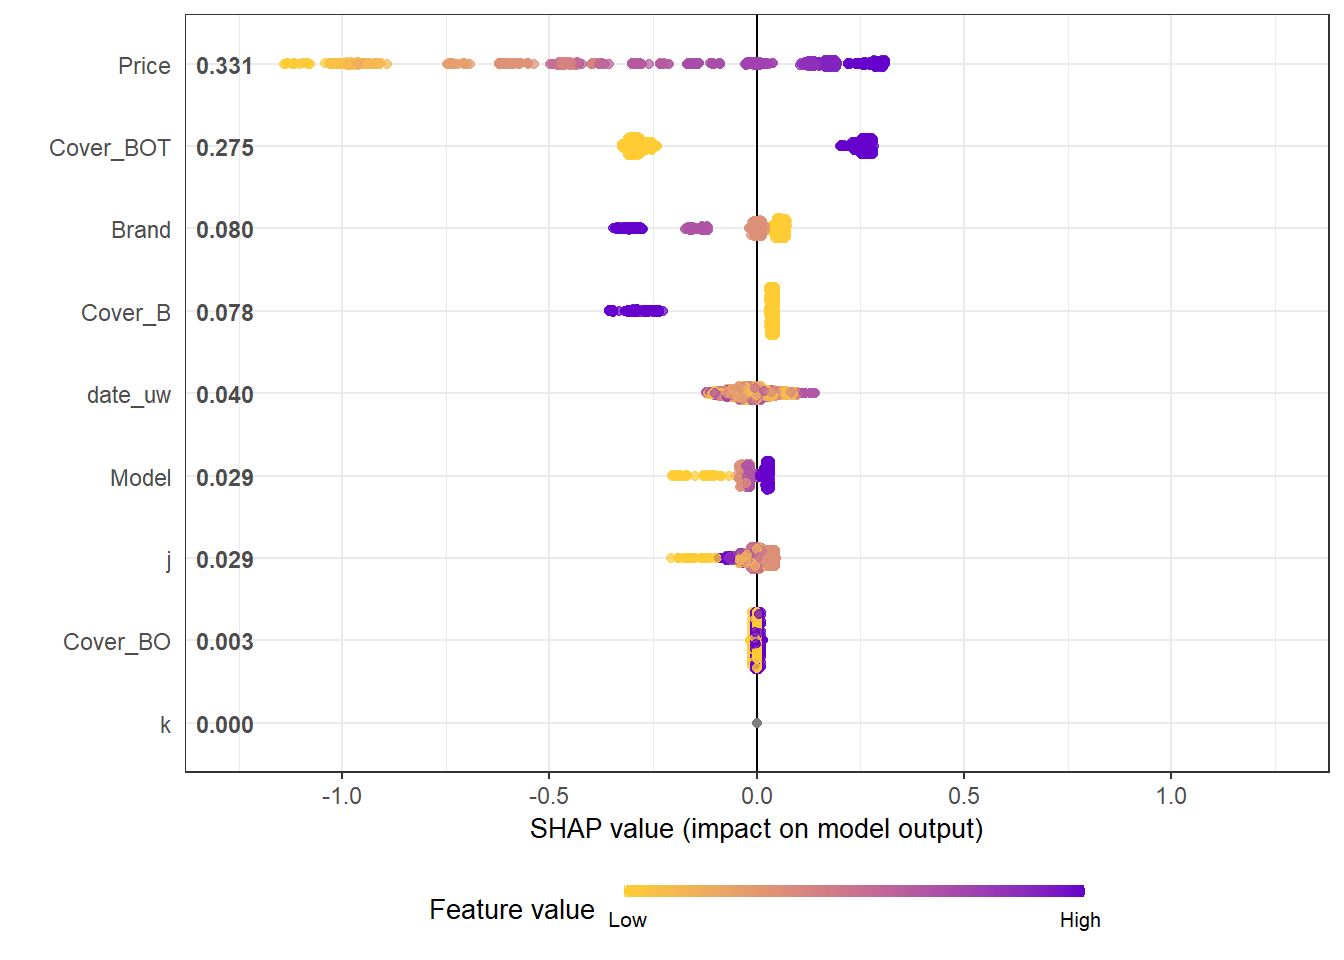 Price 0.331
Cover_BOT 0.275
Brand 0.080
Cover_B 0.078
date_uw 0.040
Model 0.029
j 0.029
Cover_BO 0.003
k 0.000
-1.0 -0.5 0.0 0.5 1.0
SHAP value (impact on model output)
Feature value
Low High